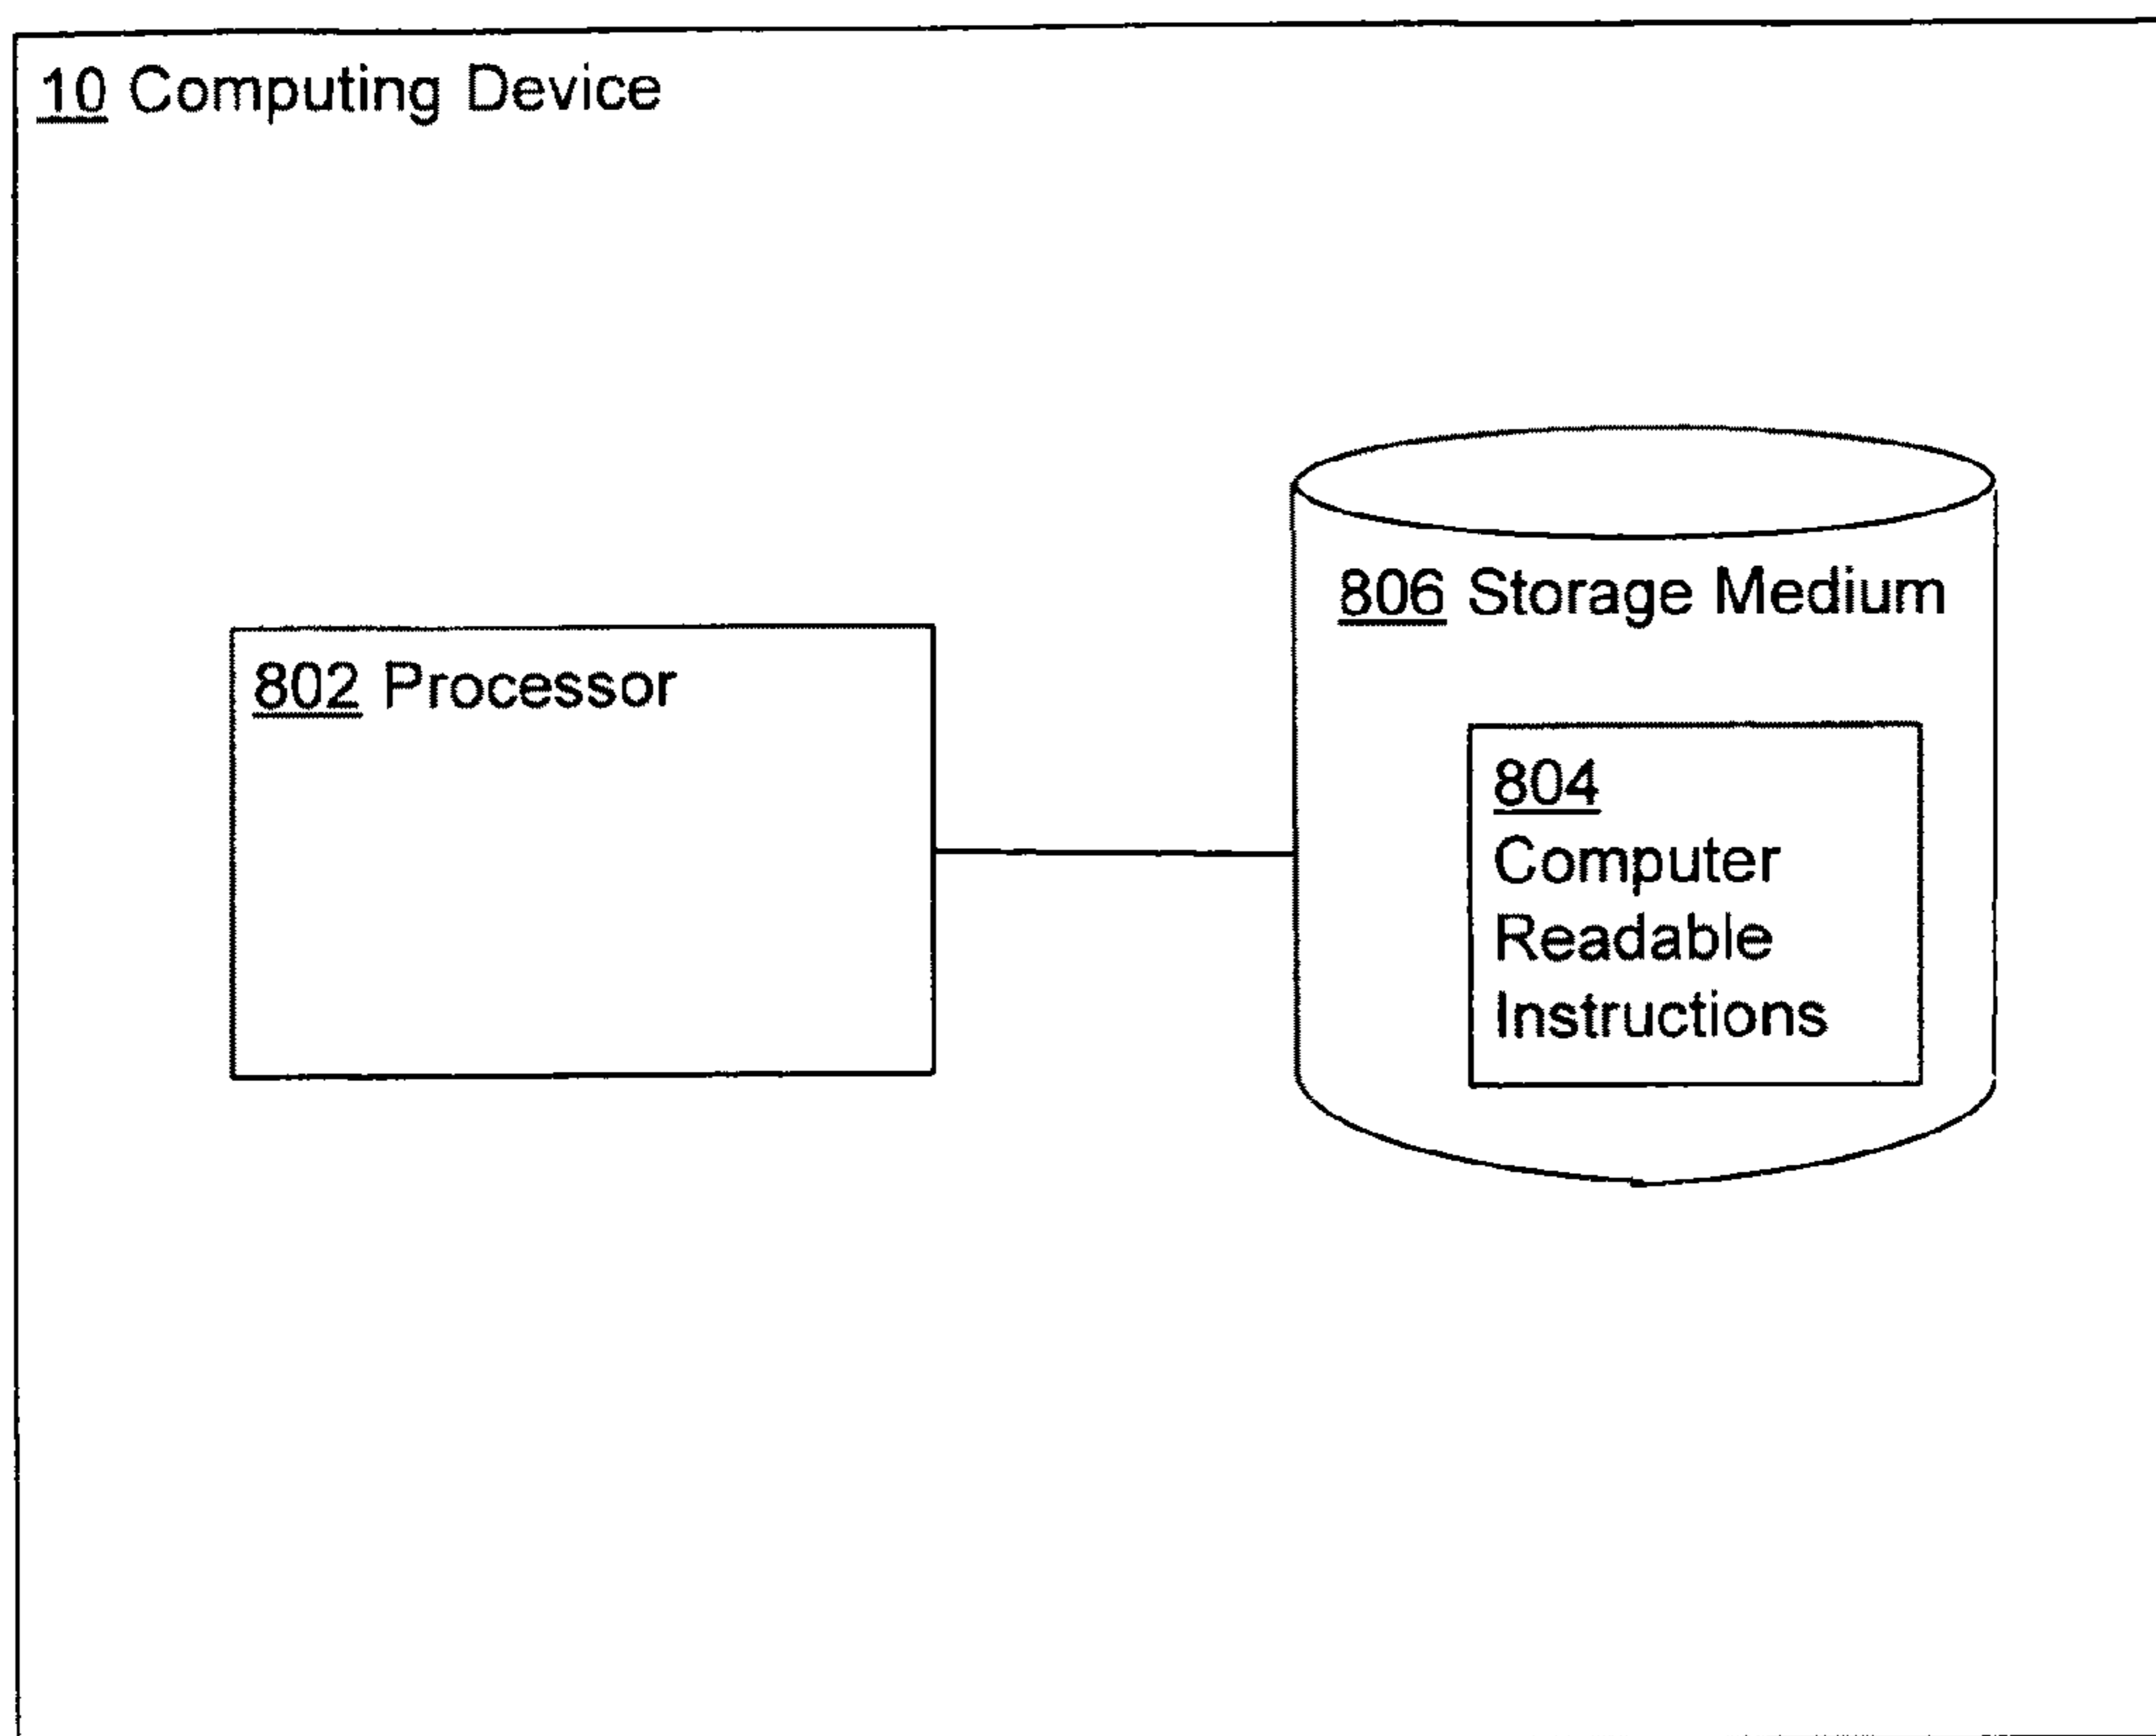 10 Computing Device
806 Storage Medium
802 Processor
804
Computer
Readable
Instructions